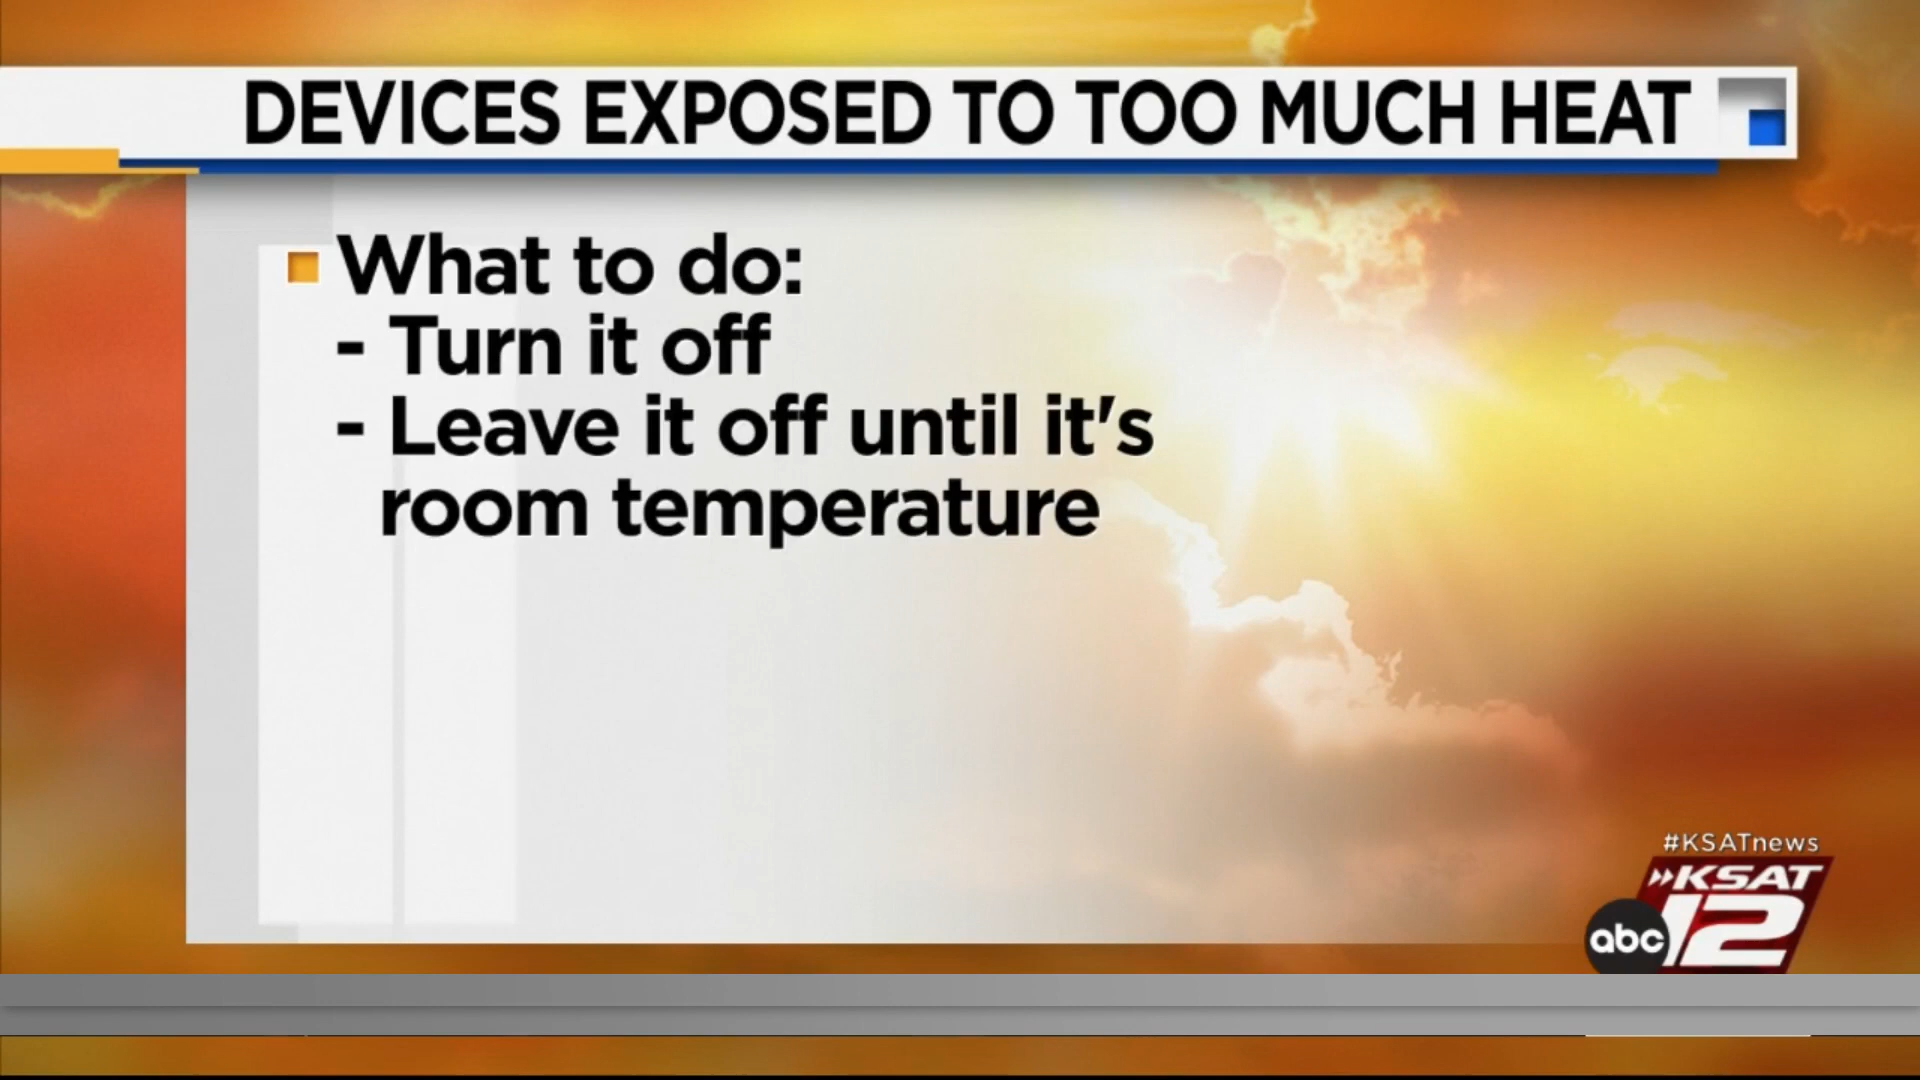 DEVICES EXPOSED TO TOO MUCH HEAT
What to do:
- Turn it off
- Leave it off until it's
room temperature
#KSATnews
KSAT
12
abc